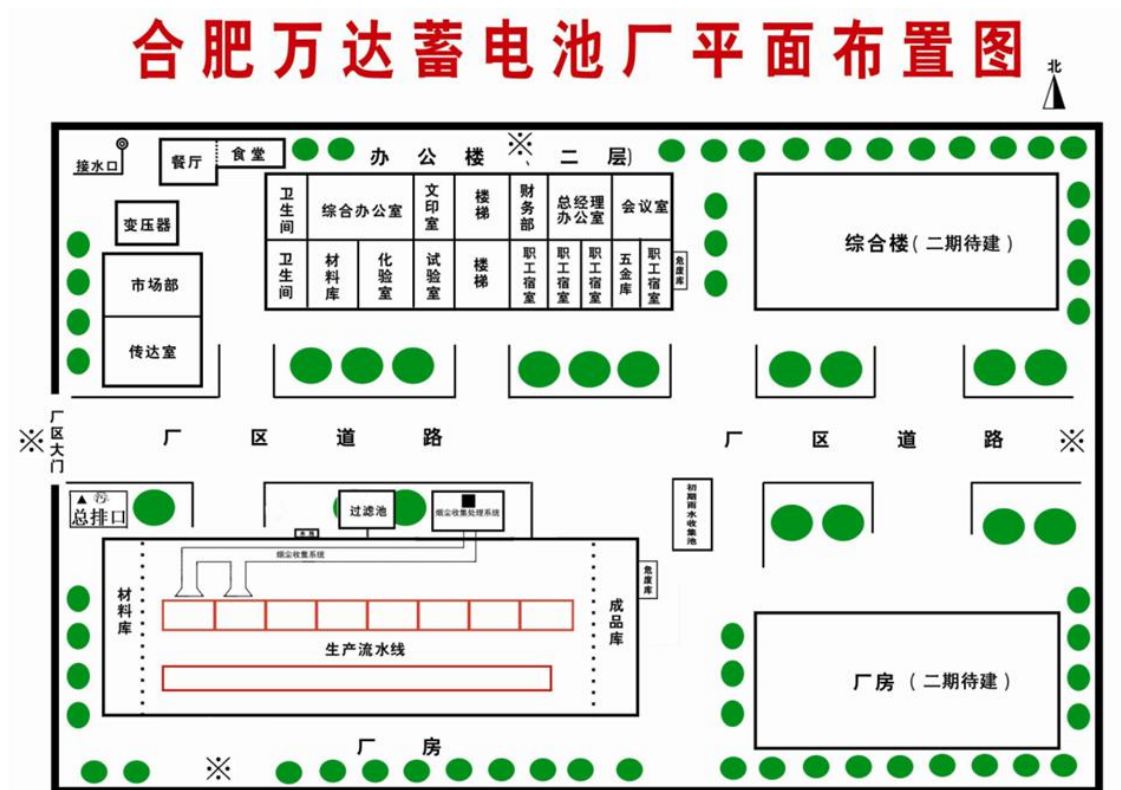 合肥万达蓄电池厂平面布置图
北
接水口
餐厅
食堂
办公楼※、二层)
卫生间
综合办公室
文印室
楼梯
财务部
总经理
办公室
会议室
变压器
卫生间
材料库
化验室
试验室
楼梯
职工宿室
职工宿室
职工宿室
五金库
职工宿室
危废库
综合楼(二期待建)
市场部
传达室
※
厂区大门
厂区道路
厂区道路
※
▲ 污
总排口
过滤池
烟尘收集处理系统
初期雨水收集池
烟尘收集系统
材料库
成品库
危废库
生产流水线
厂房(二期待建)
厂房
※